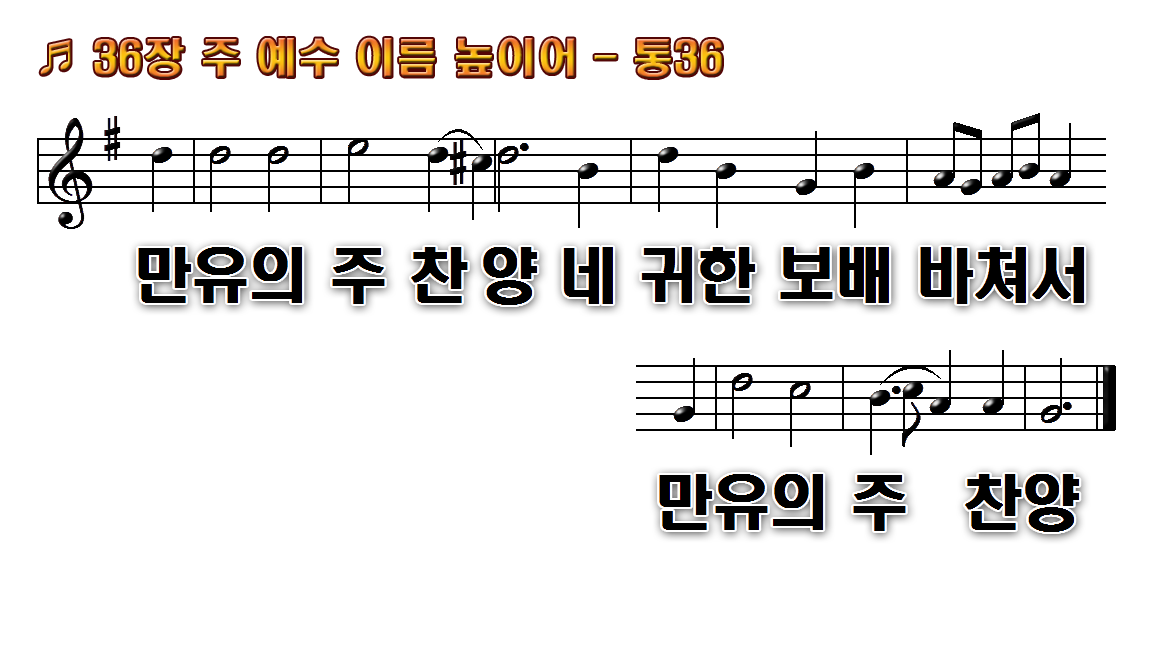 36장 주 예수 이름 높이어 - 통36
만유의 주 찬 양 네 귀한 보배 바쳐서
만유의 주 찬양